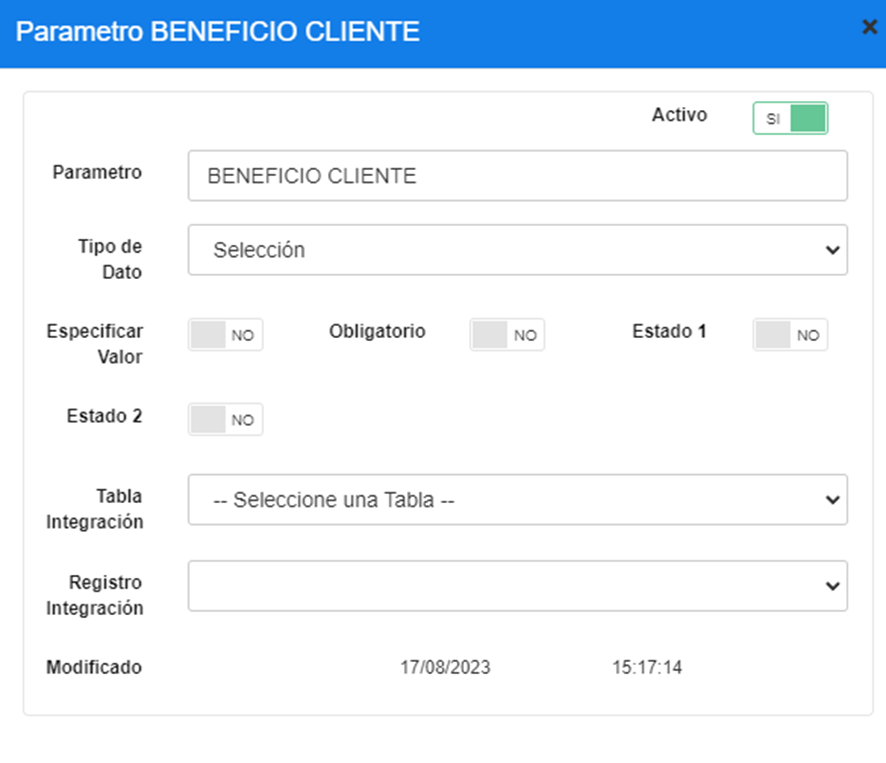 Parametro BENEFICIO CLIENTE
×
Activo SI
Parametro BENEFICIO CLIENTE
Tipo de
Dato
Selección
Especificar
Valor
NO
Obligatorio NO
Estado 1 NO
Estado 2 NO
Tabla
Integración
-- Seleccione una Tabla --
Registro
Integración
Modificado 17/08/2023 15:17:14